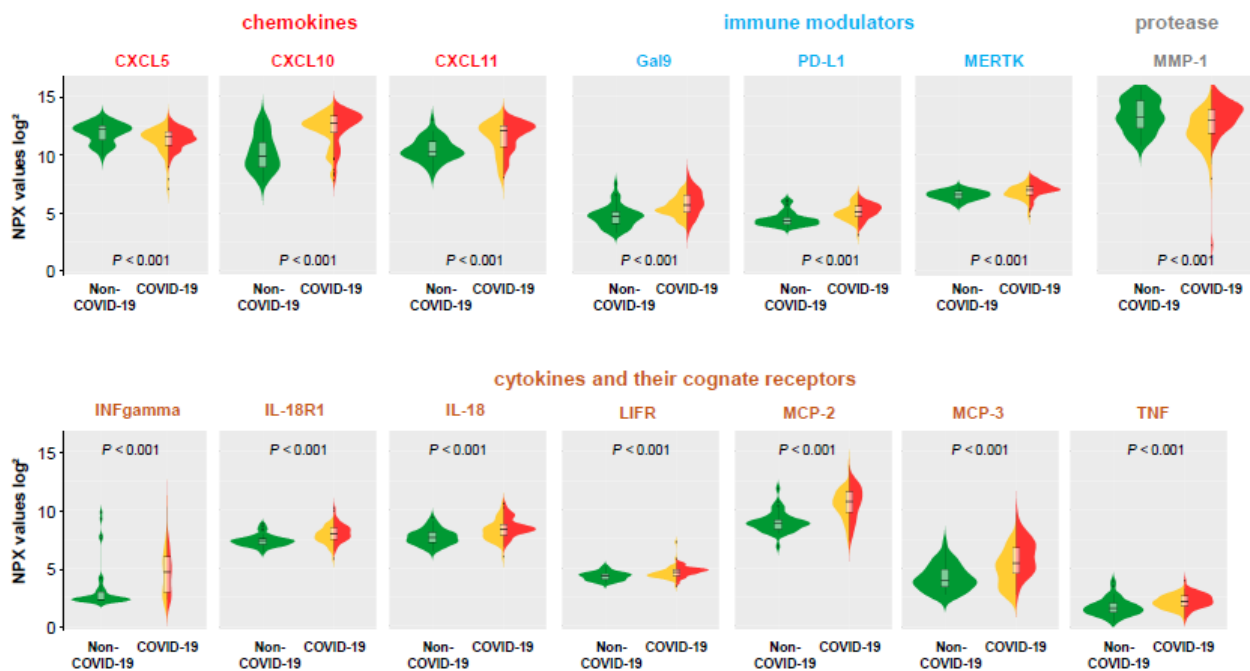 chemokines immune modulators protease
CXCL5 CXCL10 CXCL11 Gal9 PD-L1 MERTK MMP-1
NPX values log²
15
10
5
0
P < 0.001 P < 0.001 P < 0.001 P < 0.001 P < 0.001 P < 0.001 P < 0.001
Non-COVID-19 COVID-19 Non-COVID-19 COVID-19 Non-COVID-19 COVID-19 Non-COVID-19 COVID-19 Non-COVID-19 COVID-19 Non-COVID-19 COVID-19 Non-COVID-19 COVID-19
cytokines and their cognate receptors
INFgamma IL-18R1 IL-18 LIFR MCP-2 MCP-3 TNF
NPX values log²
15
10
5
0
P < 0.001 P < 0.001 P < 0.001 P < 0.001 P < 0.001 P < 0.001 P < 0.001
Non-COVID-19 COVID-19 Non-COVID-19 COVID-19 Non-COVID-19 COVID-19 Non-COVID-19 COVID-19 Non-COVID-19 COVID-19 Non-COVID-19 COVID-19 Non-COVID-19 COVID-19